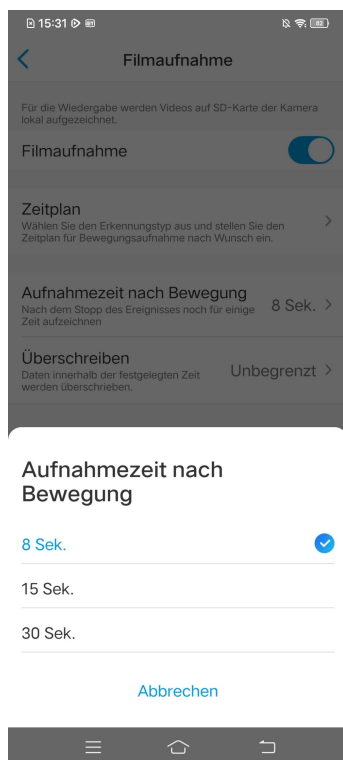 15:31
82
Filmaufnahme
Für die Wiedergabe werden Videos auf SD-Karte der Kamera
lokal aufgezeichnet.
Filmaufnahme
Zeitplan
Wählen Sie den Erkennungstyp aus und stellen Sie den
Zeitplan für Bewegungsaufnahme nach Wunsch ein.
Aufnahmezeit nach Bewegung
Nach dem Stopp des Ereignisses noch für einige
Zeit aufzeichnen
8 Sek.
Überschreiben
Daten innerhalb der festgelegten Zeit
werden überschrieben.
Unbegrenzt
Aufnahmezeit nach
Bewegung
8 Sek.
15 Sek.
30 Sek.
Abbrechen